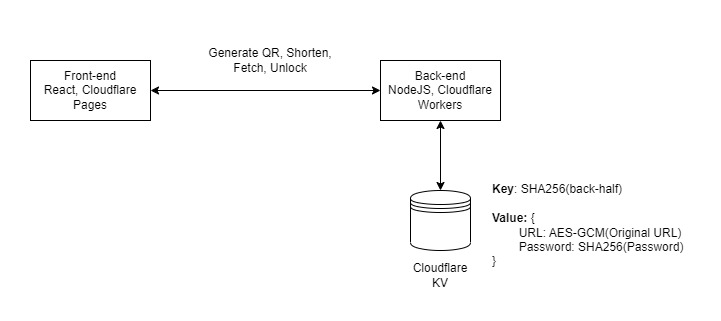 Generate QR, Shorten,
Fetch, Unlock
Front-end
React, Cloudflare
Pages
Back-end
NodeJS, Cloudflare
Workers
Key: SHA256(back-half)
Value: {
URL: AES-GCM(Original URL)
Password: SHA256(Password)
}
Cloudflare
KV